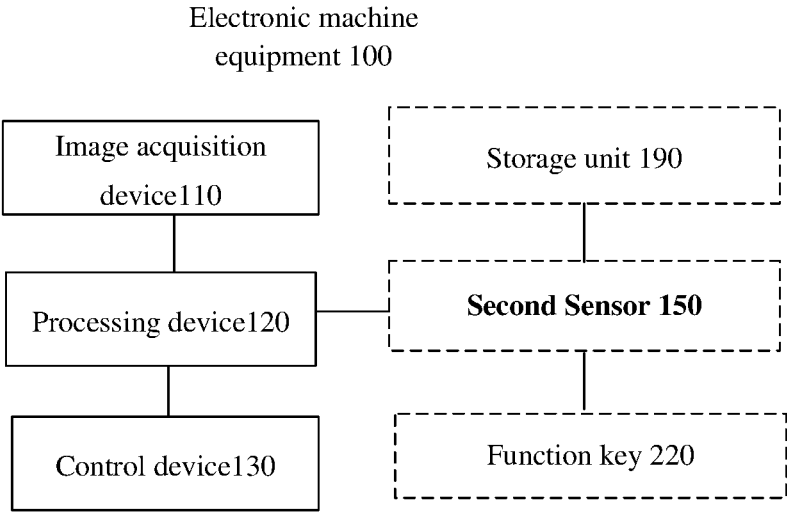 Electronic machine
equipment 100
Image acquisition
device110
Storage unit 190
Processing device120
Second Sensor 150
Control device130
Function key 220